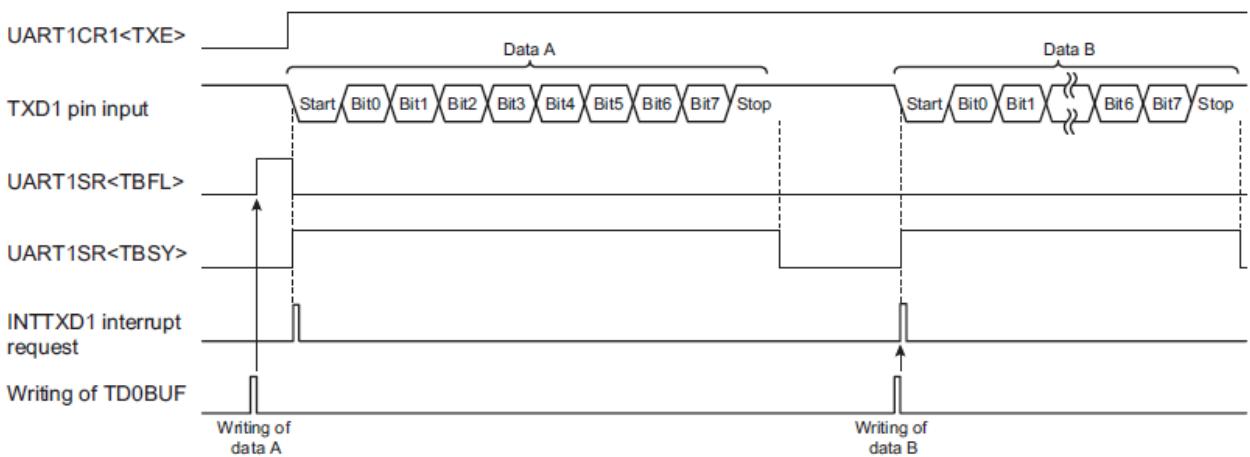 UART1CR1<TXE>
Data A
Data B
TXD1 pin input
Start Bit0 Bit1 Bit2 Bit3 Bit4 Bit5 Bit6 Bit7 Stop
Start Bit0 Bit1 Bit6 Bit7 Stop
UART1SR<TBFL>
UART1SR<TBSY>
INTTXD1 interrupt
request
Writing of TD0BUF
Writing of
data A
Writing of
data B